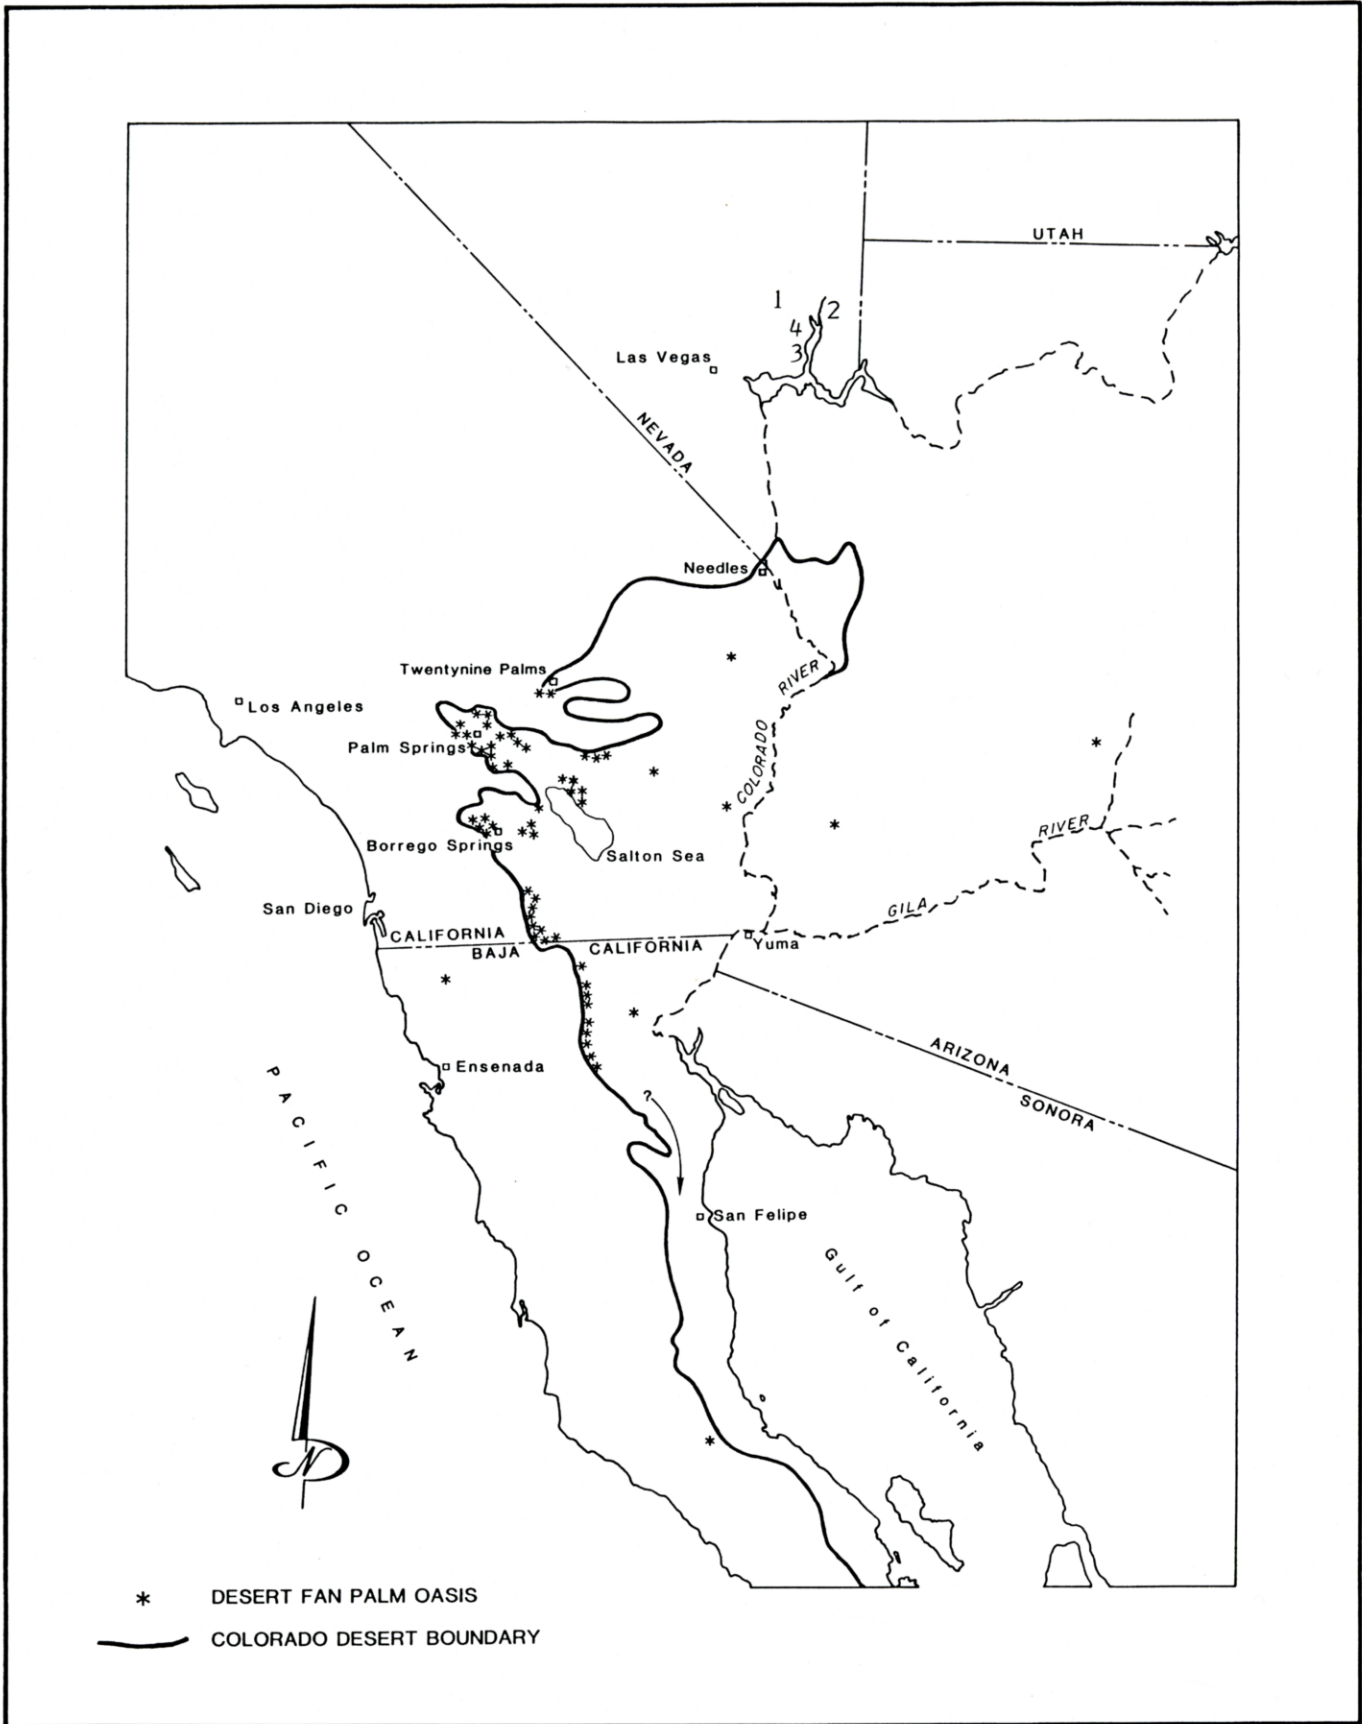 UTAH
1
2
4
3
Las Vegas
NEVADA
Needles
Twentynine Palms
RIVER
COLORADO
Los Angeles
Palm Springs
RIVER
Borrego Springs
Salton Sea
GILA
San Diego
CALIFORNIA
BAJA
CALIFORNIA
Yuma
ARIZONA
SONORA
Ensenada
PACIFIC OCEAN
?
San Felipe
Gulf of California
N
* DESERT FAN PALM OASIS
COLORADO DESERT BOUNDARY